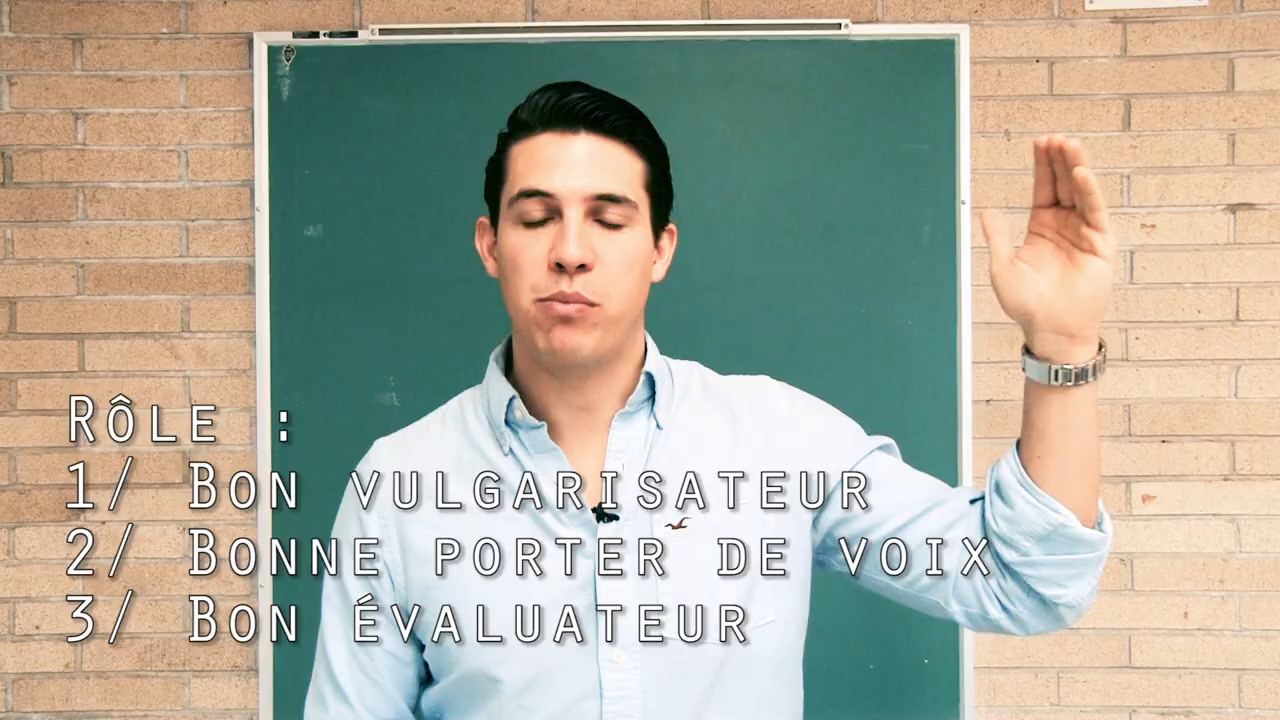 Rôle :
1/ Bon vulgarisateur
2/ Bonne porter de voix
3/ Bon évaluateur